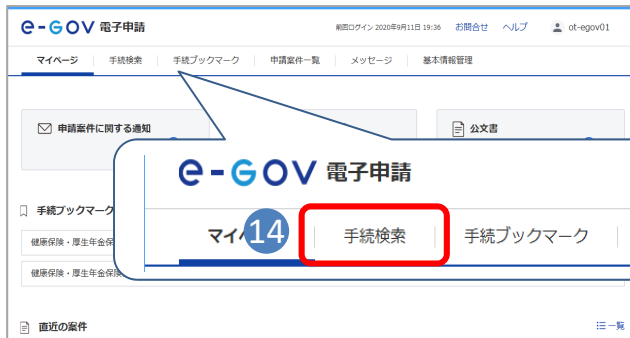 e-GOV 電子申請
前回ログイン 2020年9月11日 19:36 お問合せ ヘルプ ot-egov01
マイページ 手続検索 手続ブックマーク 申請案件一覧 メッセージ 基本情報管理
申請案件に関する通知
公文書
e-GOV 電子申請
マイ 14 手続検索 手続ブックマーク
手続ブックマーク
健康保険・厚生年金保
健康保険・厚生年金保
直近の案件
一覧